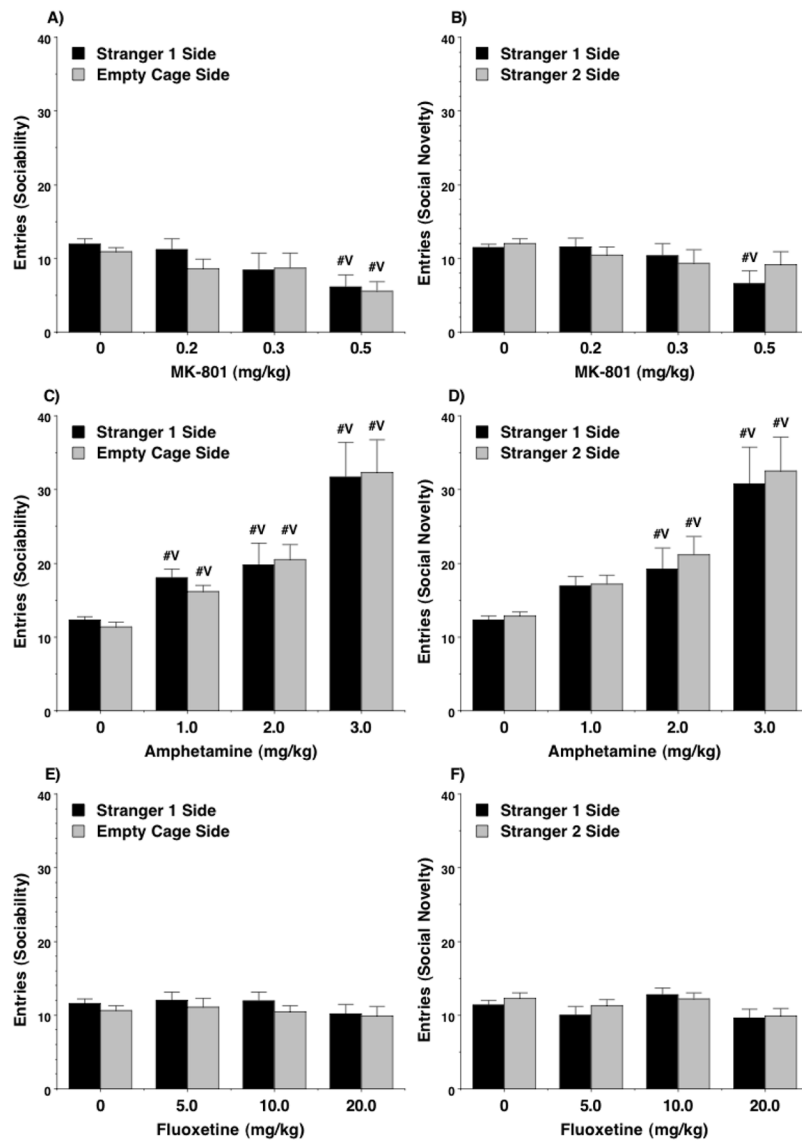 A)
Stranger 1 Side
Empty Cage Side
Entries (Sociability)
40
30
20
10
0
#V #V
0 0.2 0.3 0.5
MK-801 (mg/kg)
B)
Stranger 1 Side
Stranger 2 Side
Entries (Social Novelty)
40
30
20
10
0
#V
0 0.2 0.3 0.5
MK-801 (mg/kg)
C)
Stranger 1 Side
Empty Cage Side
Entries (Sociability)
40
30
20
10
0
#V #V
#V #V
#V #V
0 1.0 2.0 3.0
Amphetamine (mg/kg)
D)
Stranger 1 Side
Stranger 2 Side
Entries (Social Novelty)
40
30
20
10
0
#V #V
#V #V
0 1.0 2.0 3.0
Amphetamine (mg/kg)
E)
Stranger 1 Side
Empty Cage Side
Entries (Sociability)
40
30
20
10
0
0 5.0 10.0 20.0
Fluoxetine (mg/kg)
F)
Stranger 1 Side
Stranger 2 Side
Entries (Social Novelty)
40
30
20
10
0
0 5.0 10.0 20.0
Fluoxetine (mg/kg)